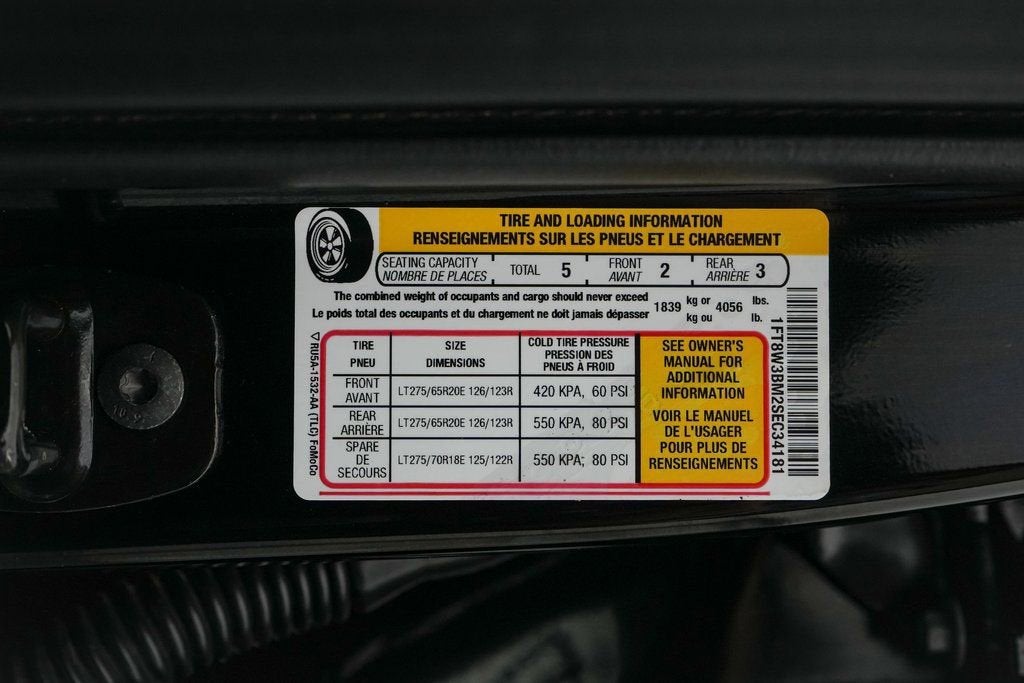 TIRE AND LOADING INFORMATION
RENSEIGNEMENTS SUR LES PNEUS ET LE CHARGEMENT
SEATING CAPACITY
NOMBRE DE PLACES
TOTAL 5
FRONT
AVANT 2
REAR
ARRIÈRE 3
The combined weight of occupants and cargo should never exceed
Le poids total des occupants et du chargement ne doit jamais dépasser
1839 kg or 4056 lbs.
kg ou lb.
TIRE
PNEU
SIZE
DIMENSIONS
COLD TIRE PRESSURE
PRESSION DES
PNEUS À FROID
FRONT
AVANT
LT275/65R20E 126/123R
420 KPA, 60 PSI
REAR
ARRIÈRE
LT275/65R20E 126/123R
550 KPA, 80 PSI
SPARE
DE
SECOURS
LT275/70R18E 125/122R
550 KPA, 80 PSI
SEE OWNER'S
MANUAL FOR
ADDITIONAL
INFORMATION
VOIR LE MANUEL
DE L'USAGER
POUR PLUS DE
RENSEIGNEMENTS
1FT8W3BM2SEC34181
RU5A-1532-AA (TLC) FoMoCo